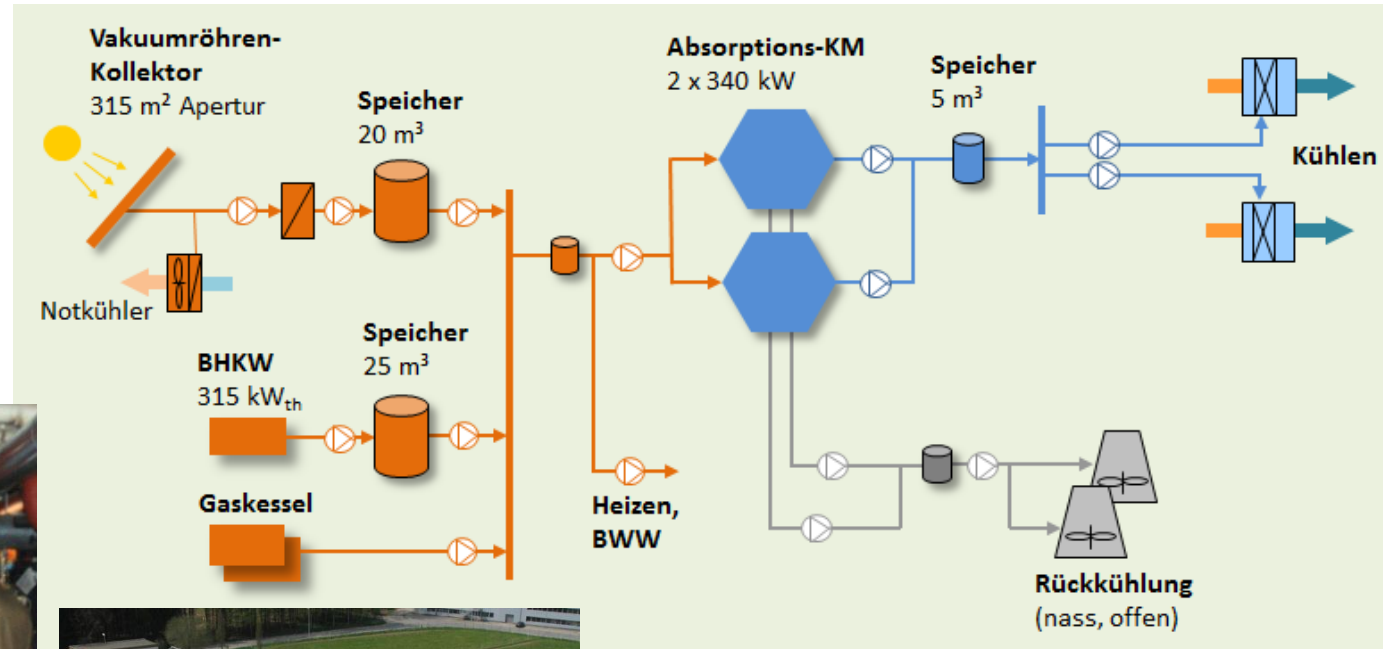 Vakuumröhren-
Kollektor
315 m² Apertur
Speicher
20 m³
Absorptions-KM
2 x 340 kW
Speicher
5 m³
Kühlen
Notkühler
BHKW
315 kWth
Speicher
25 m³
Gaskessel
Heizen,
BWW
Rückkühlung
(nass, offen)